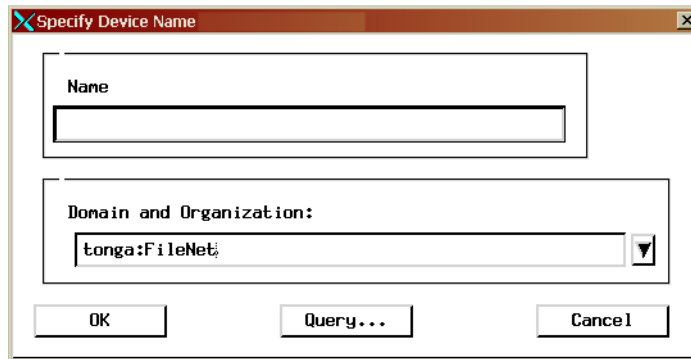 Specify Device Name
Name
Domain and Organization:
tonga:FileNet
OK Query... Cancel